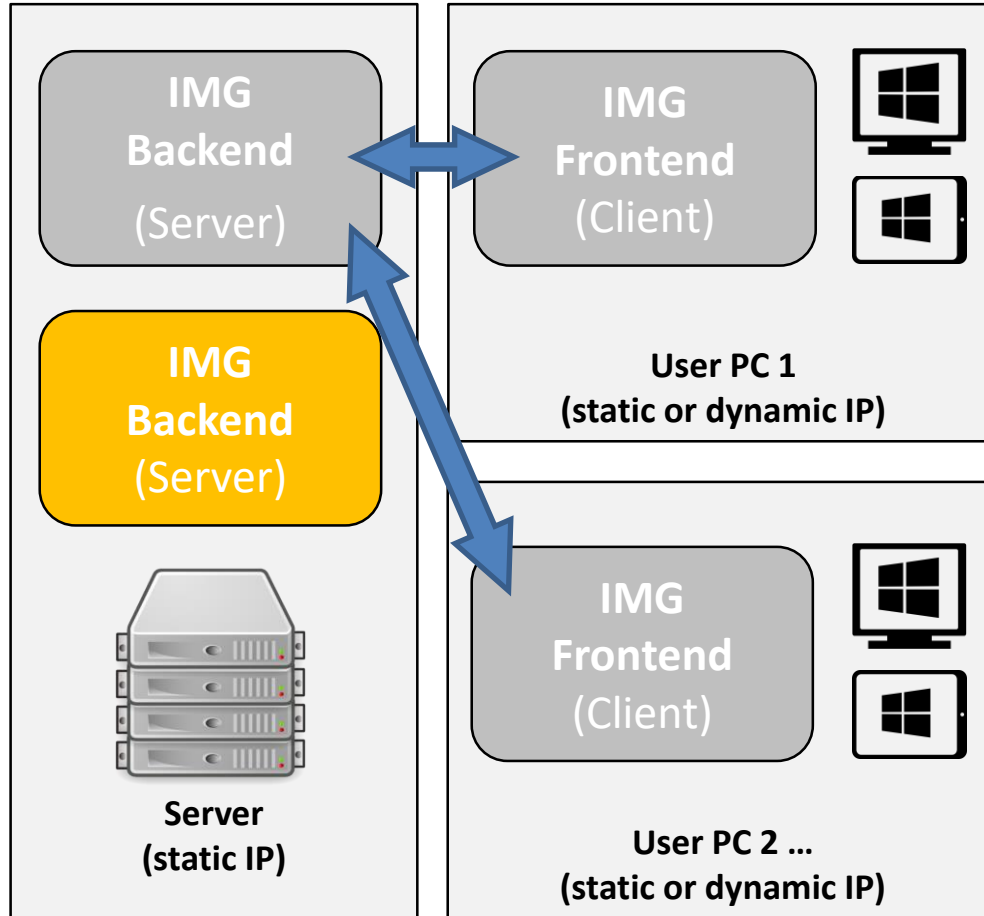 IMG
Backend
(Server)
IMG
Backend
(Server)
Server
(static IP)
IMG
Frontend
(Client)
User PC 1
(static or dynamic IP)
IMG
Frontend
(Client)
User PC 2 ...
(static or dynamic IP)